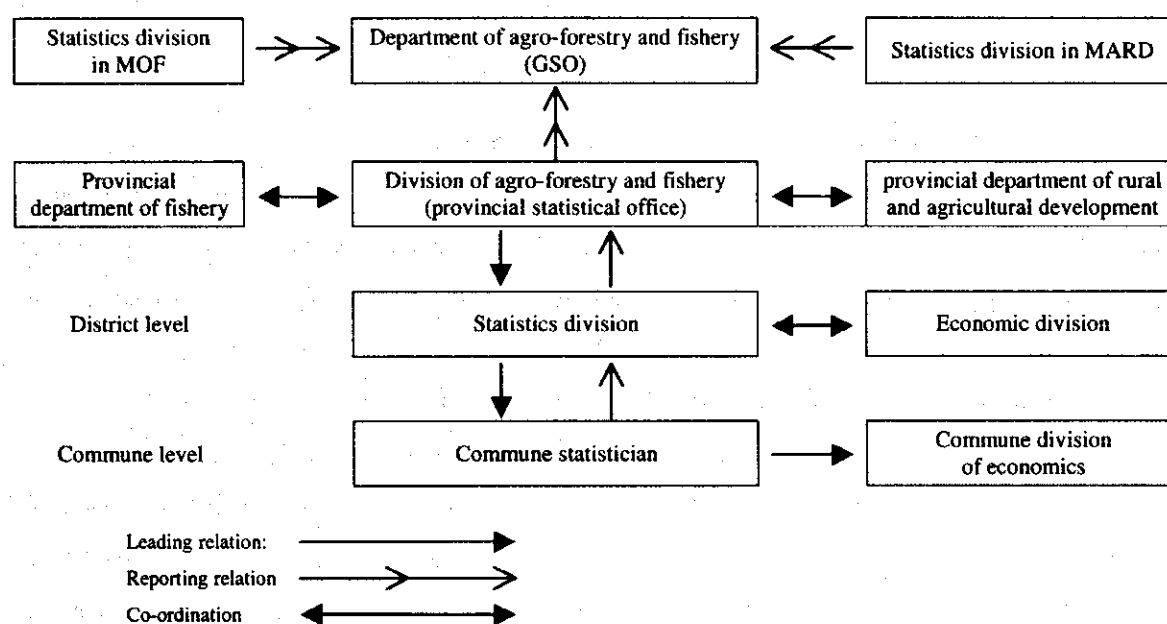 Statistics division
in MOF
Department of agro-forestry and fishery
(GSO)
Statistics division in MARD
Provincial
department of fishery
Division of agro-forestry and fishery
(provincial statistical office)
provincial department of rural
and agricultural development
District level
Statistics division
Economic division
Commune level
Commune statistician
Commune division
of economics
Leading relation:
Reporting relation
Co-ordination